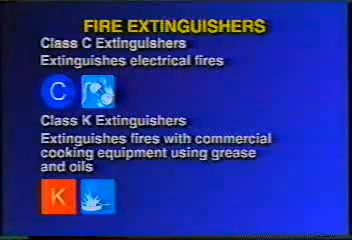 FIRE EXTINGUISHERS
Class C Extinguishers
Extinguishes electrical fires
C
Class K Extinguishers
Extinguishes fires with commercial
cooking equipment using grease
and oils
K